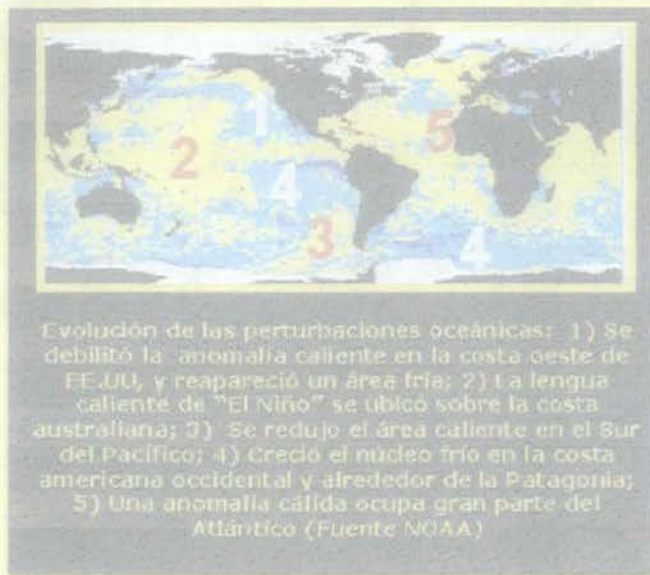 1
2
5
4
3
4
Evolución de las perturbaciones oceánicas: 1) Se
debilitó la anomalía caliente en la costa oeste de
EE.UU, y reapareció un área fría; 2) La lengua
caliente de "El Niño" se ubicó sobre la costa
australiana; 3) Se redujo el área caliente en el Sur
del Pacífico; 4) Creció el núcleo frío en la costa
americana occidental y alrededor de la Patagonia;
5) Una anomalía cálida ocupa gran parte del
Atlántico (Fuente NOAA)